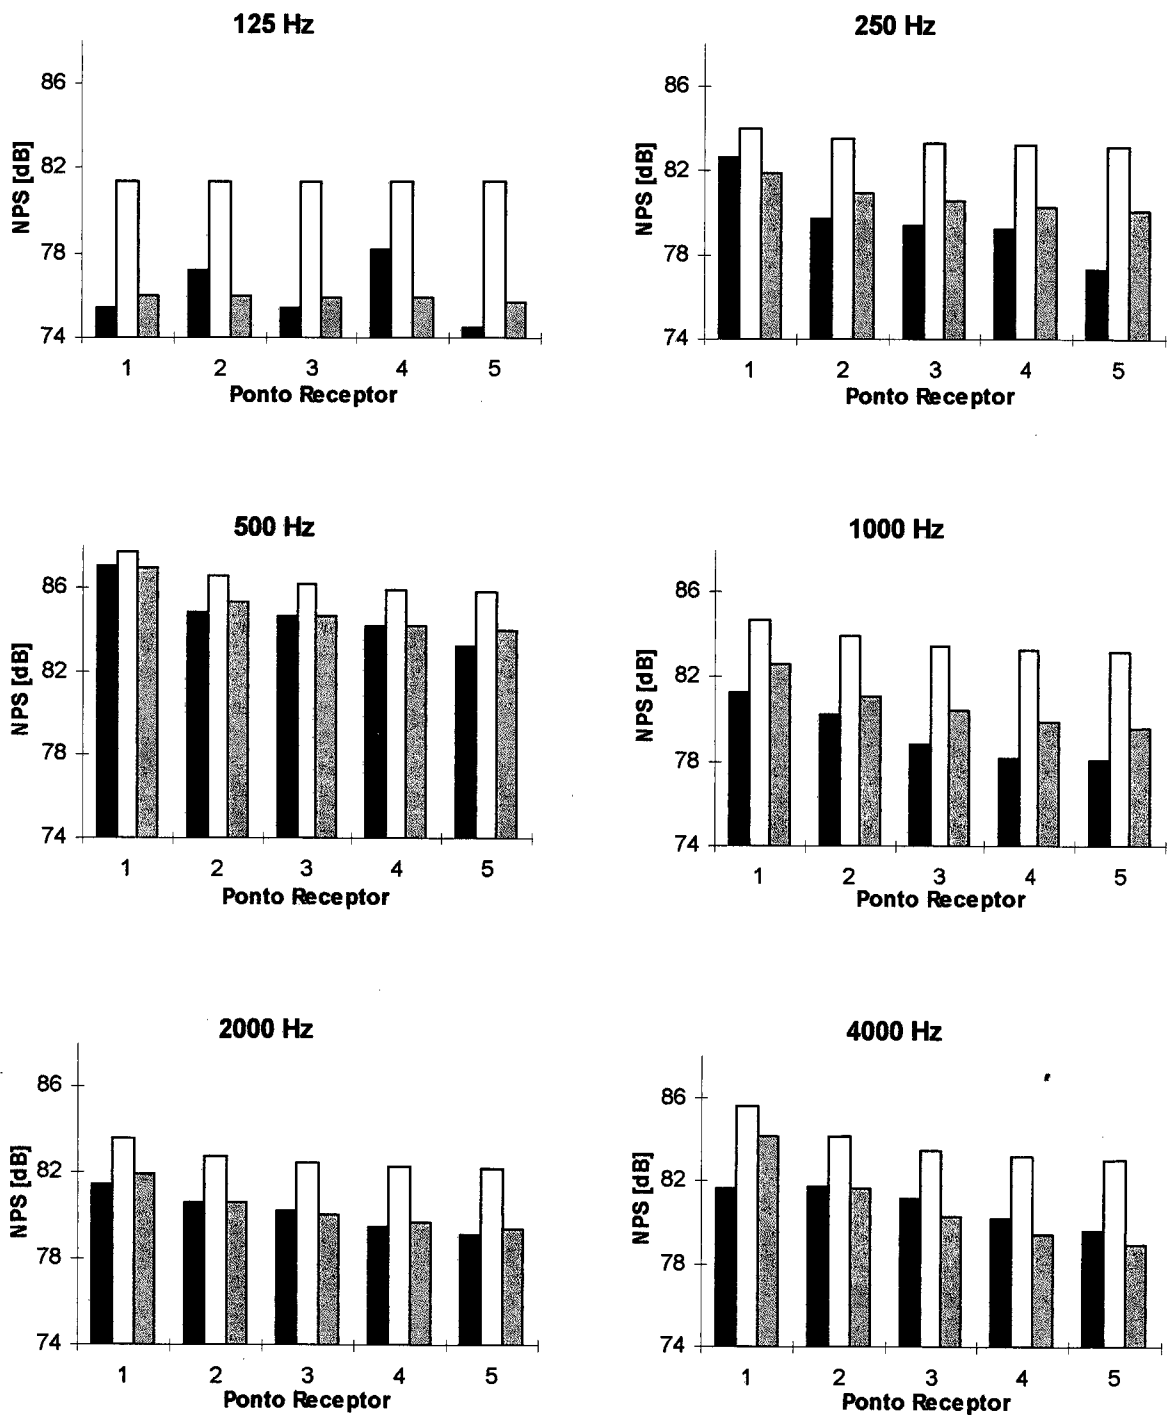 125 Hz
86
82
78
74
NPS [dB]
1 2 3 4 5
Ponto Receptor
250 Hz
86
82
78
74
NPS [dB]
1 2 3 4 5
Ponto Receptor
500 Hz
86
82
78
74
NPS [dB]
1 2 3 4 5
Ponto Receptor
1000 Hz
86
82
78
74
NPS [dB]
1 2 3 4 5
Ponto Receptor
2000 Hz
86
82
78
74
NPS [dB]
1 2 3 4 5
Ponto Receptor
4000 Hz
86
82
78
74
NPS [dB]
1 2 3 4 5
Ponto Receptor